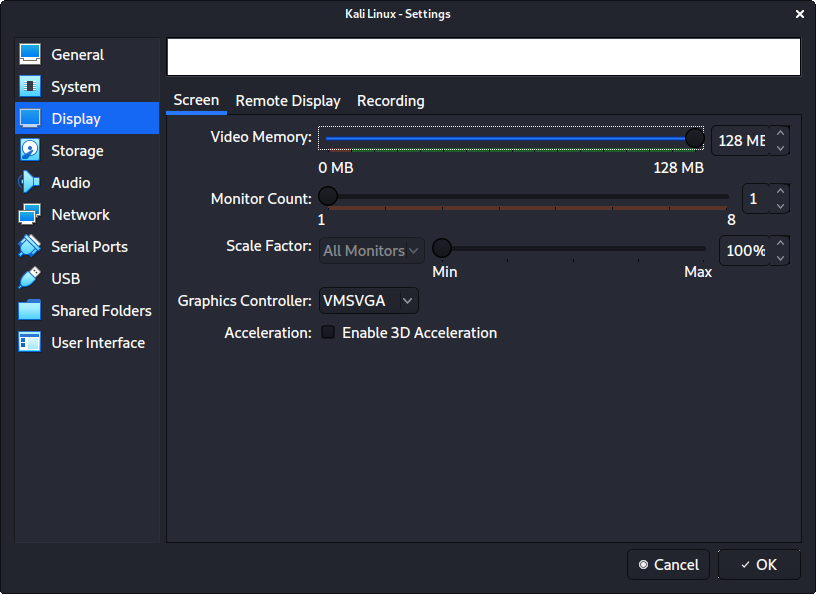 Kali Linux - Settings
General
System
Display
Storage
Audio
Network
Serial Ports
USB
Shared Folders
User Interface
Screen Remote Display Recording
Video Memory: 128 ME
0 MB 128 MB
Monitor Count: 1
1 8
Scale Factor: All Monitors 100%
Min Max
Graphics Controller: VMSVGA
Acceleration: Enable 3D Acceleration
Cancel OK